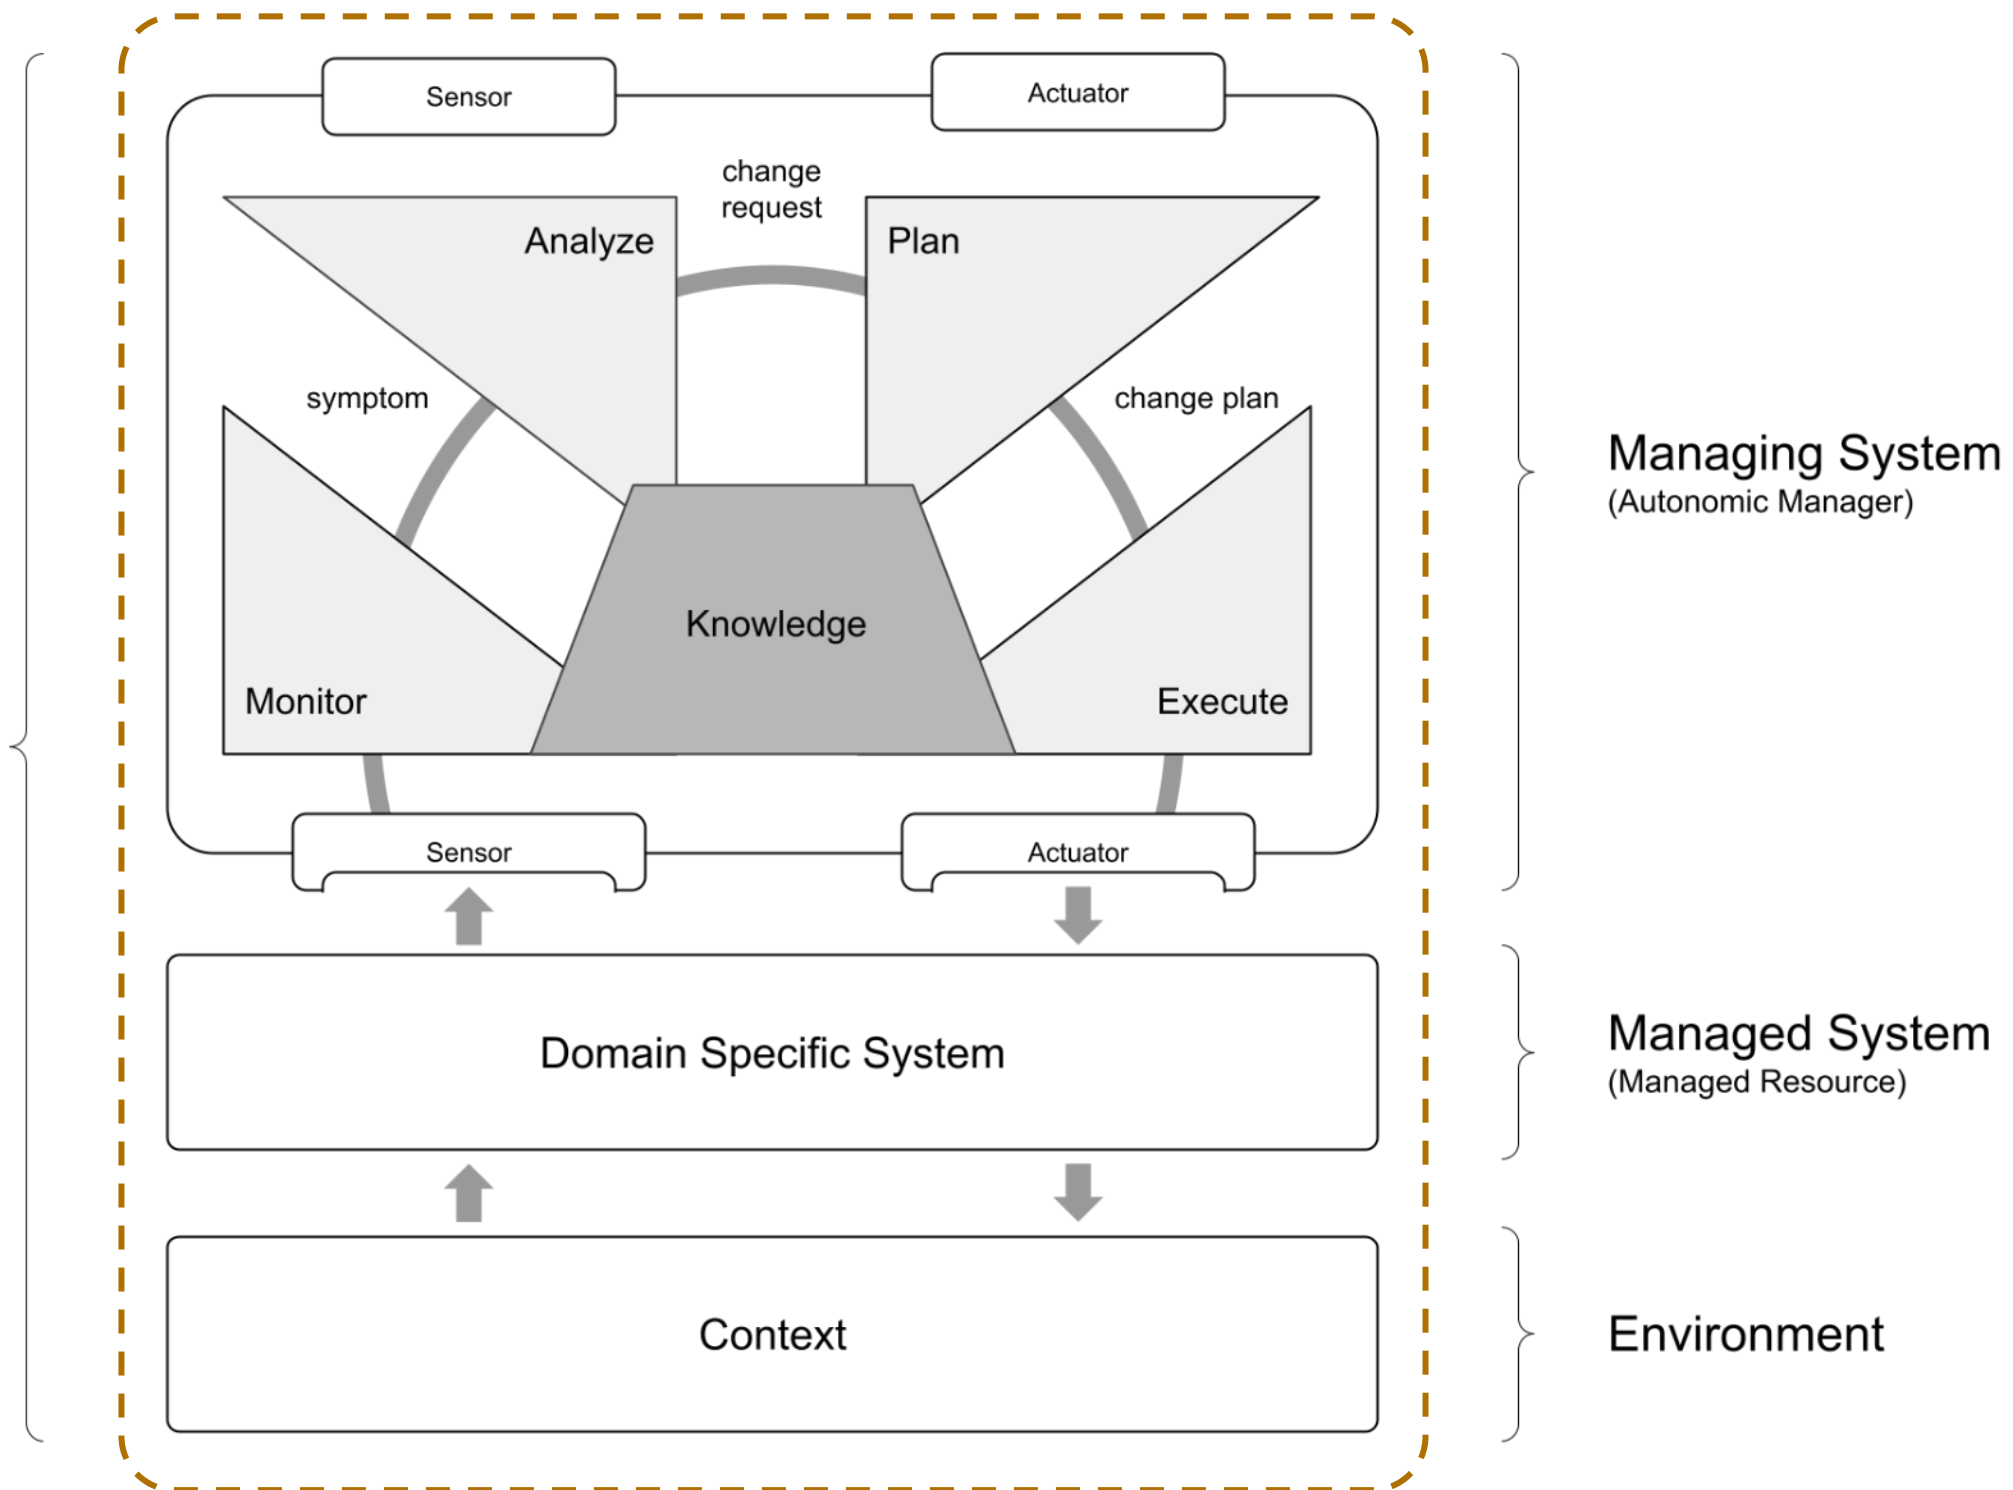 Sensor
Actuator
change
request
Analyze
Plan
symptom
change plan
Managing System
(Autonomic Manager)
Knowledge
Monitor
Execute
Sensor
Actuator
Domain Specific System
Managed System
(Managed Resource)
Context
Environment